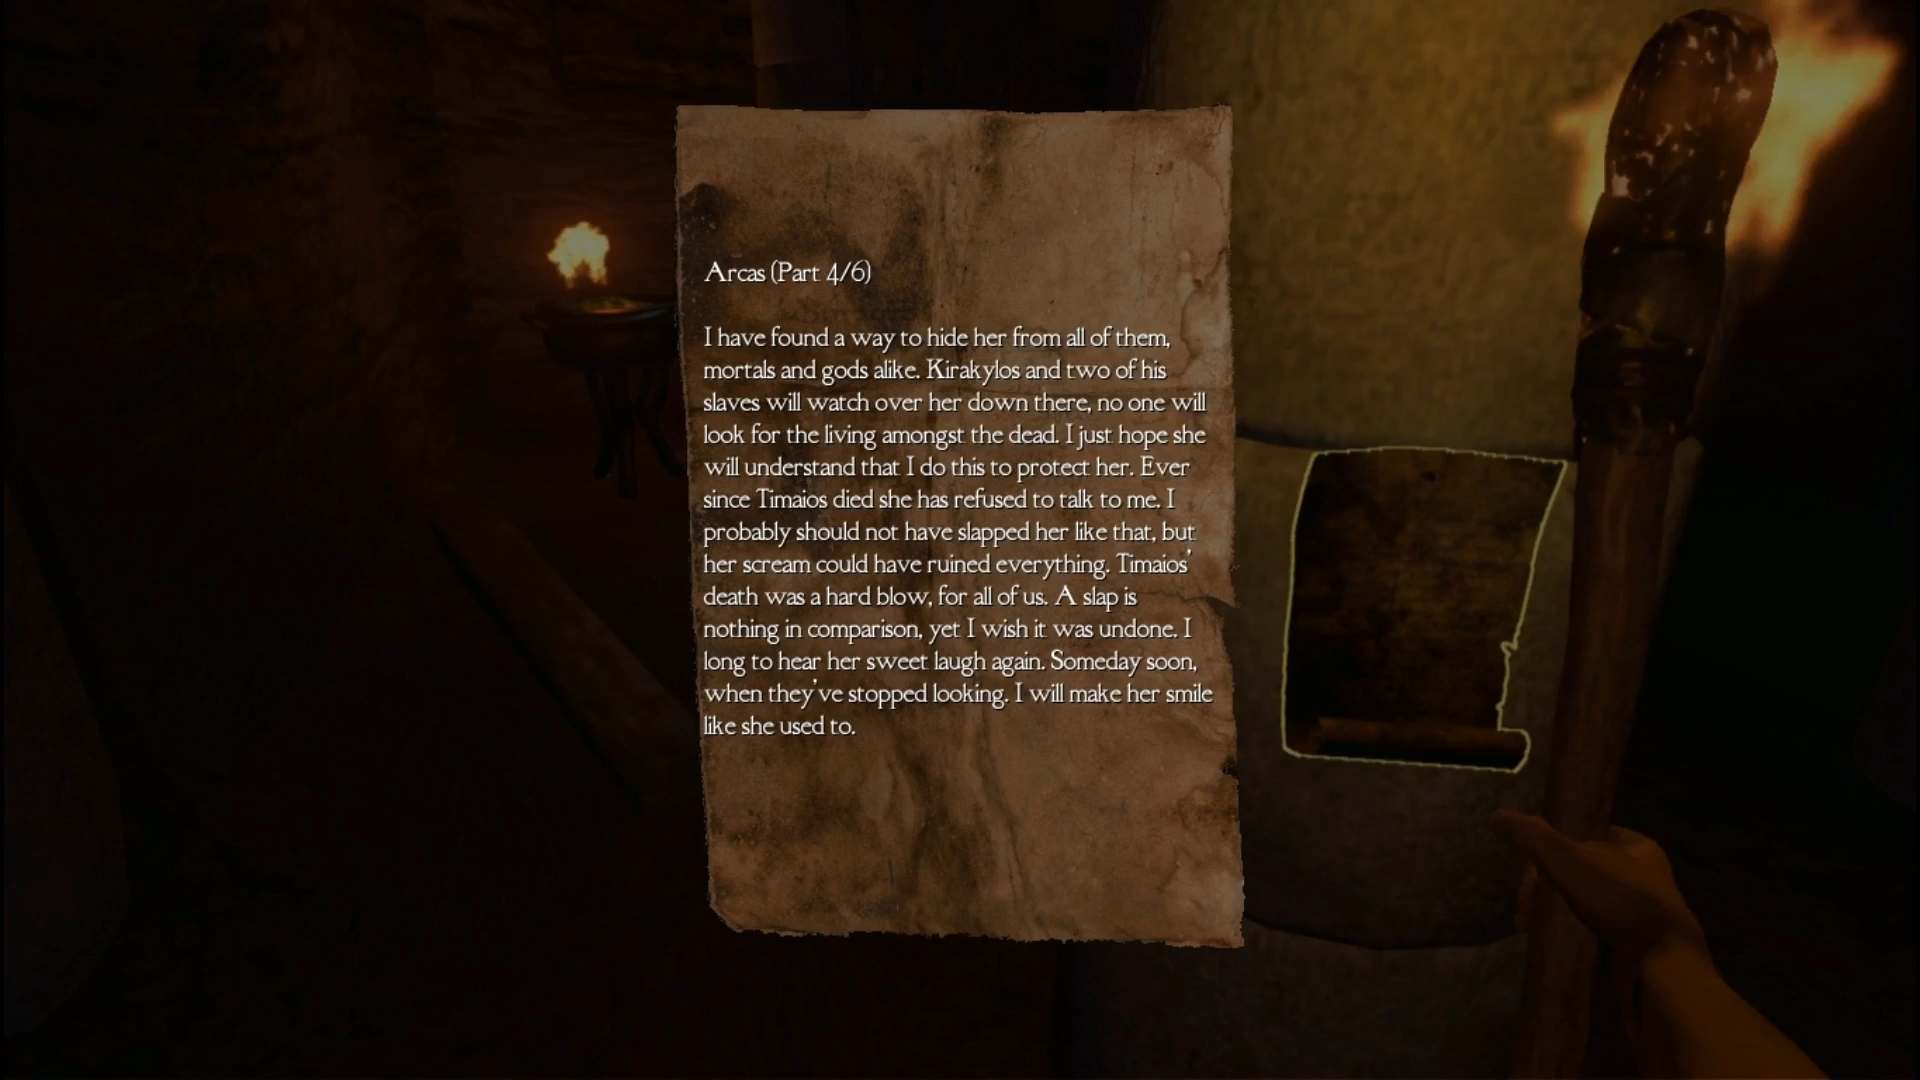 Arcas (Part 4/6)
I have found a way to hide her from all of them,
mortals and gods alike. Kirakylos and two of his
slaves will watch over her down there, no one will
look for the living amongst the dead. I just hope she
will understand that I do this to protect her. Ever
since Timaios died she has refused to talk to me. I
probably should not have slapped her like that, but
her scream could have ruined everything. Timaios'
death was a hard blow, for all of us. A slap is
nothing in comparison, yet I wish it was undone. I
long to hear her sweet laugh again. Someday soon,
when they've stopped looking. I will make her smile
like she used to.